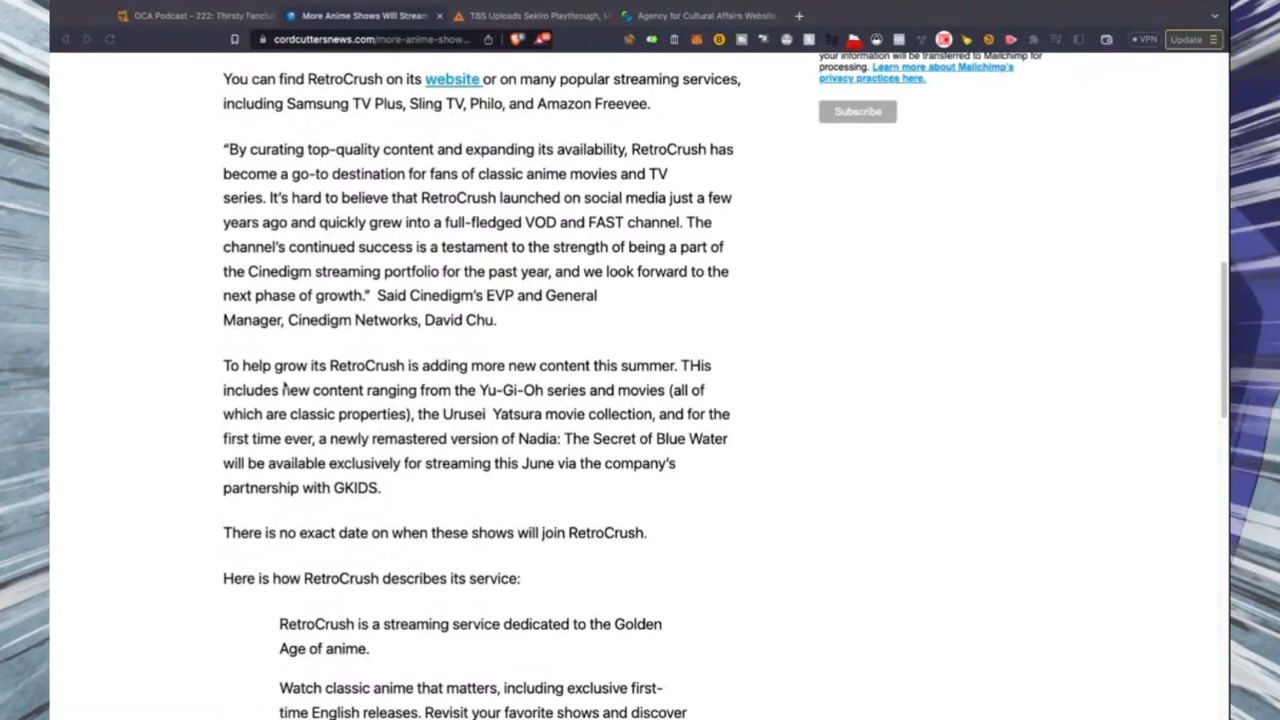 OCA Podcast - 222: Thirsty Fanclu
More Anime Shows Will Stream
TBS Uploads Sekiro Playthrough,
Agency for Cultural Affairs Website
cordcuttersnews.com/more-anime-show...
VPN
Update
your information will be transferred to Mailchimp for
processing. Learn more about Mailchimp's
privacy practices here.
Subscribe
You can find RetroCrush on its website or on many popular streaming services,
including Samsung TV Plus, Sling TV, Philo, and Amazon Freevee.
“By curating top-quality content and expanding its availability, RetroCrush has
become a go-to destination for fans of classic anime movies and TV
series. It’s hard to believe that RetroCrush launched on social media just a few
years ago and quickly grew into a full-fledged VOD and FAST channel. The
channel’s continued success is a testament to the strength of being a part of
the Cinedigm streaming portfolio for the past year, and we look forward to the
next phase of growth.” Said Cinedigm’s EVP and General
Manager, Cinedigm Networks, David Chu.
To help grow its RetroCrush is adding more new content this summer. THis
includes new content ranging from the Yu-Gi-Oh series and movies (all of
which are classic properties), the Urusei Yatsura movie collection, and for the
first time ever, a newly remastered version of Nadia: The Secret of Blue Water
will be available exclusively for streaming this June via the company’s
partnership with GKIDS.
There is no exact date on when these shows will join RetroCrush.
Here is how RetroCrush describes its service:
RetroCrush is a streaming service dedicated to the Golden
Age of anime.
Watch classic anime that matters, including exclusive first-
time English releases. Revisit your favorite shows and discover